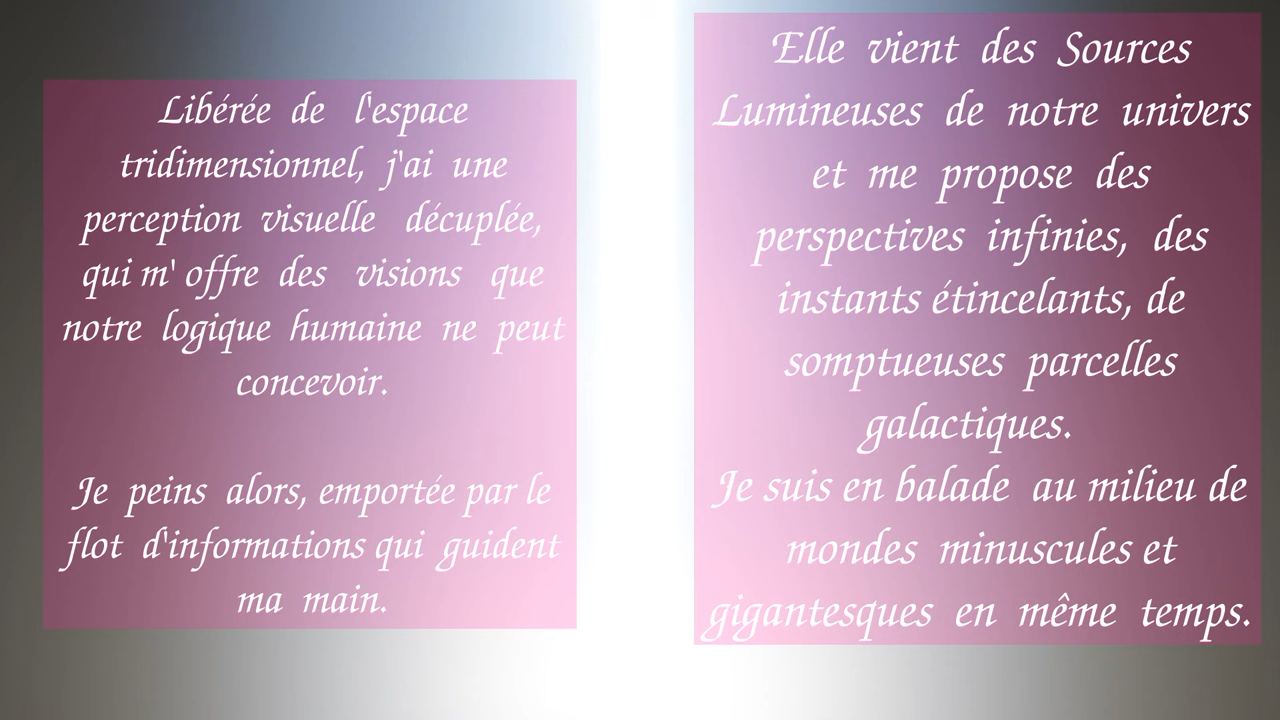 Libérée de l'espace
tridimensionnel, j'ai une
perception visuelle décuplée,
qui m' offre des visions que
notre logique humaine ne peut
concevoir.
Je peins alors, emportée par le
flot d'informations qui guident
ma main.
Elle vient des Sources
Lumineuses de notre univers
et me propose des
perspectives infinies, des
instants étincelants, de
somptueuses parcelles
galactiques.
Je suis en balade au milieu de
mondes minuscules et
gigantesques en même temps.